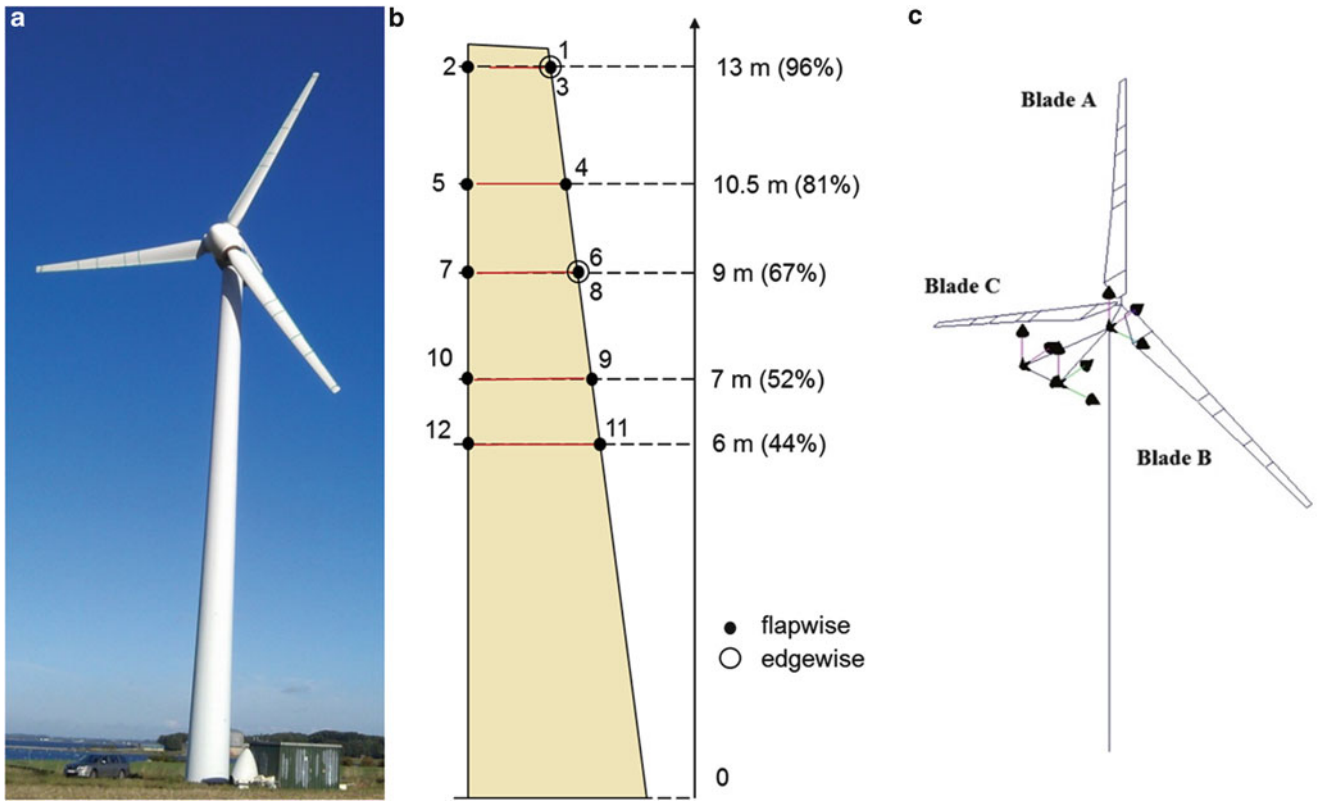 a
b
1
2
3
13 m (96%)
4
5
10.5 m (81%)
6
7
8
9 m (67%)
10
9
7 m (52%)
12
11
6 m (44%)
flapwise
edgewise
0
c
Blade A
Blade C
Blade B